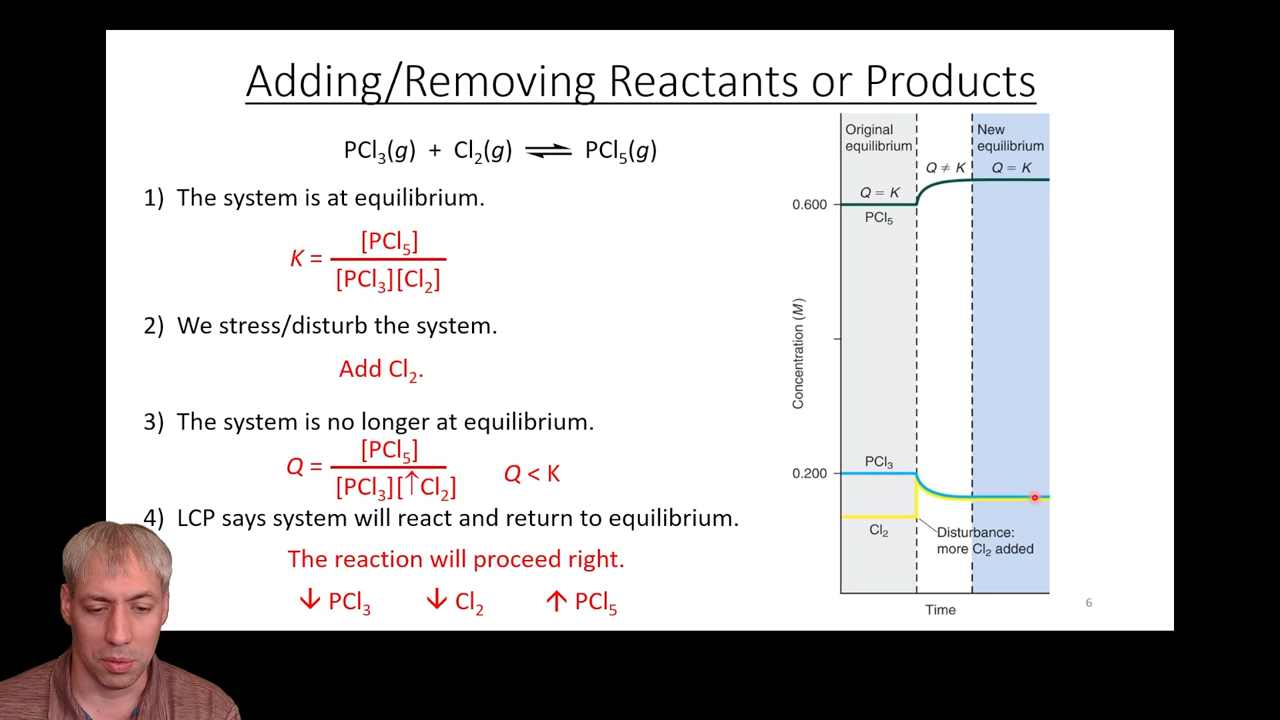 Adding/Removing Reactants or Products
PCl₃(g) + Cl₂(g) ⇌ PCl₅(g)
1) The system is at equilibrium.
K = [PCl₅] / [PCl₃][Cl₂]
2) We stress/disturb the system.
Add Cl₂.
3) The system is no longer at equilibrium.
Q = [PCl₅] / [PCl₃][↑Cl₂] Q < K
4) LCP says system will react and return to equilibrium.
The reaction will proceed right.
↓ PCl₃ ↓ Cl₂ ↑ PCl₅
Original
equilibrium
New
equilibrium
Q ≠ K
Q = K
Q = K
0.600
PCl₅
Concentration (M)
PCl₃
0.200
Cl₂
Disturbance:
more Cl₂ added
Time
6